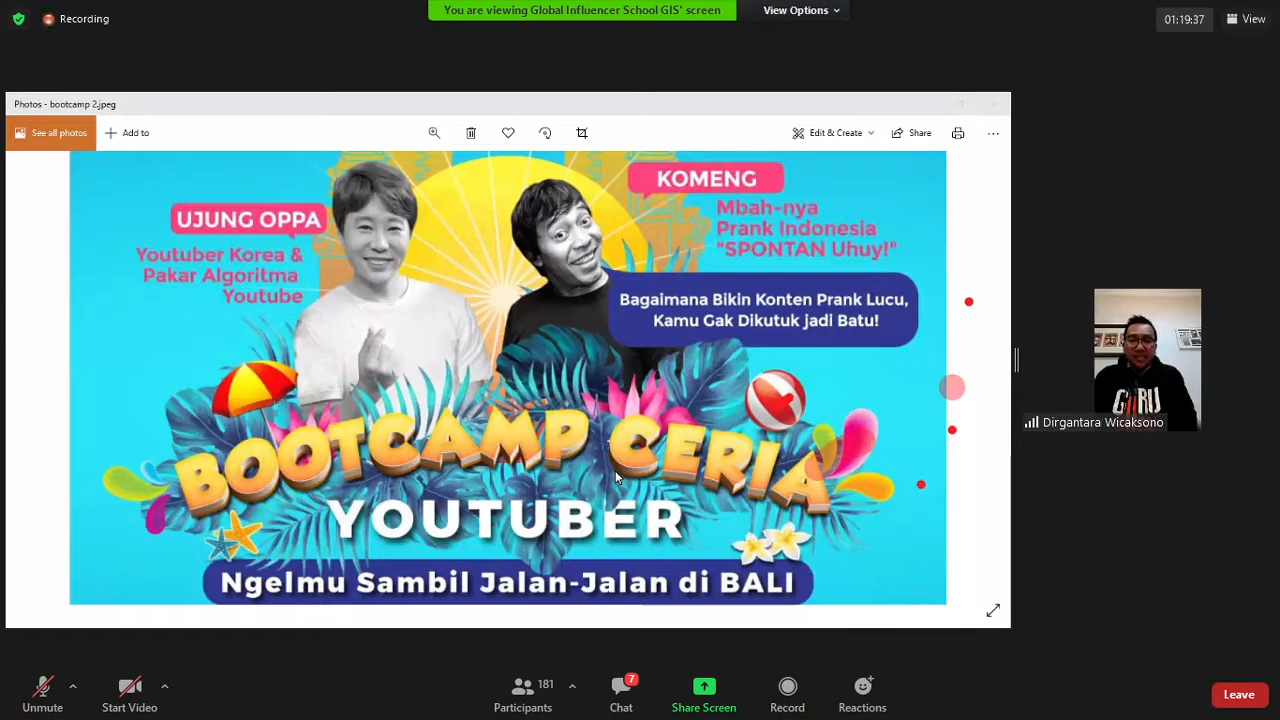 Recording
You are viewing Global Influencer School GIS' screen
View Options
01:19:37
View
Photos - bootcamp 2.jpeg
See all photos
Add to
Edit & Create
Share
UJUNG OPPA
Youtuber Korea &
Pakar Algoritma
Youtube
KOMENG
Mbah-nya
Prank Indonesia
"SPONTAN Uhuy!"
Bagaimana Bikin Konten Prank Lucu,
Kamu Gak Dikutuk jadi Batu!
BOOTCAMP CERIA
YOUTUBER
Ngelmu Sambil Jalan-Jalan di BALI
GURU
Dirgantara Wicaksono
Unmute
Start Video
181
Participants
7
Chat
Share Screen
Record
Reactions
Leave